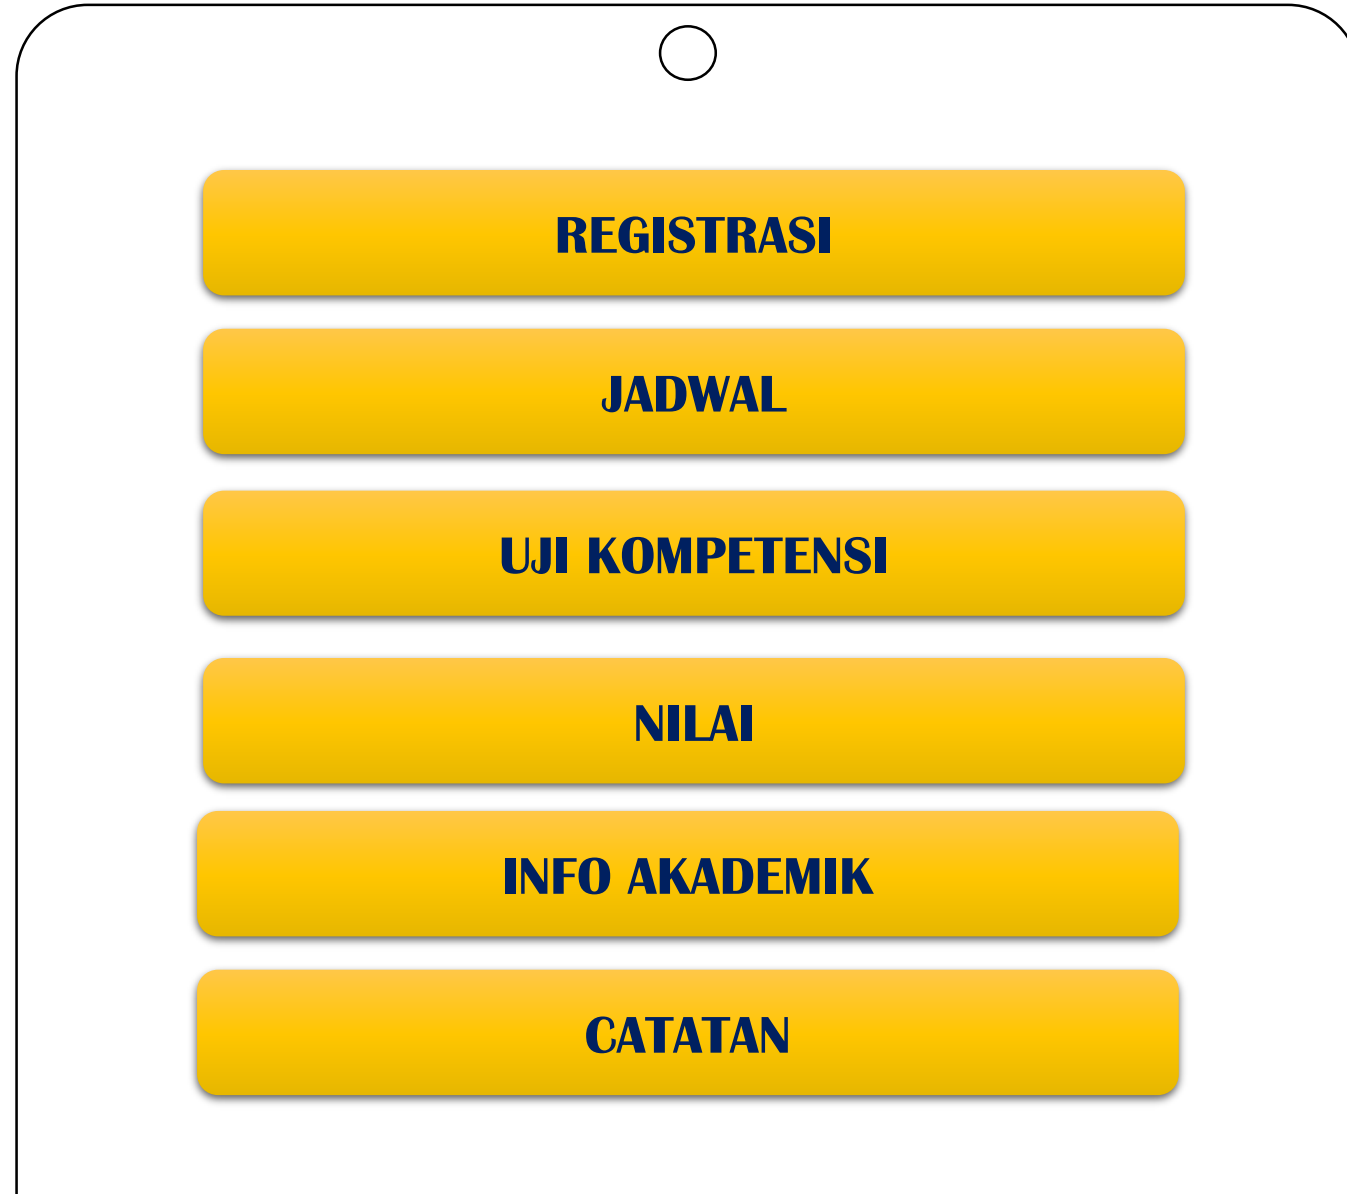 REGISTRASI
JADWAL
UJI KOMPETENSI
NILAI
INFO AKADEMIK
CATATAN